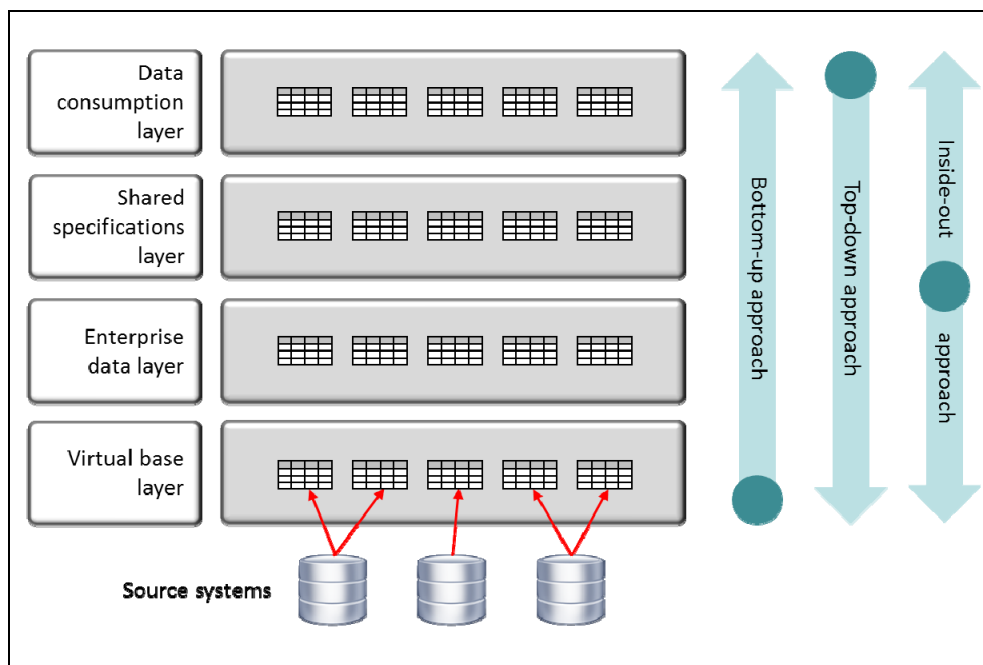 Data
consumption
layer
Shared
specifications
layer
Enterprise
data layer
Virtual base
layer
Source systems
Bottom-up approach
Top-down approach
Inside-out
approach